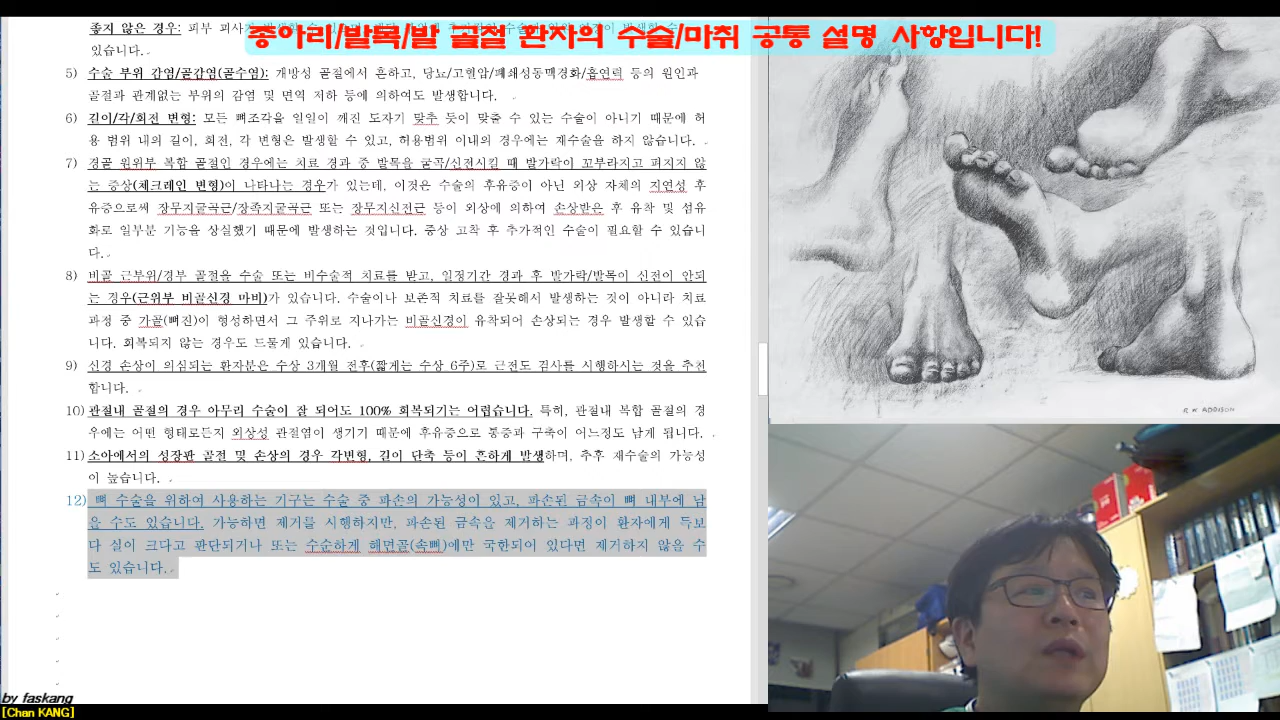 종아리/발목/발 골절 환자의 수술/마취 공통 설명 사항입니다!
좋지 않은 경우: 피부 괴사가 발생할 수 있으며,
있습니다.
5) 수술 부위 감염/골감염(골수염): 개방성 골절에서 흔하고, 당뇨/고혈압/폐쇄성동맥경화/흡연력 등의 원인과
골절과 관계없는 부위의 감염 및 면역 저하 등에 의하여도 발생합니다.
6) 길이/각/회전 변형: 모든 뼈조각을 일일이 깨진 도자기 맞추 듯이 맞출 수 있는 수술이 아니기 때문에 허
용 범위 내의 길이, 회전, 각 변형은 발생할 수 있고, 허용범위 이내의 경우에는 재수술을 하지 않습니다.
7) 경골 원위부 복합 골절인 경우에는 치료 경과 중 발목을 굴곡/신전시킬 때 발가락이 꼬부라지고 펴지지 않
는 증상(체크레인 변형)이 나타나는 경우가 있는데, 이것은 수술의 후유증이 아닌 외상 자체의 지연성 후
유증으로써 장무지굴곡근/장족지굴곡근 또는 장무지신전근 등이 외상에 의하여 손상받은 후 유착 및 섬유
화로 일부분 기능을 상실했기 때문에 발생하는 것입니다. 증상 고착 후 추가적인 수술이 필요할 수 있습니
다.
8) 비골 근부위/경부 골절을 수술 또는 비수술적 치료를 받고, 일정기간 경과 후 발가락/발목이 신전이 안되
는 경우(근위부 비골신경 마비)가 있습니다. 수술이나 보존적 치료를 잘못해서 발생하는 것이 아니라 치료
과정 중 가골(뼈진)이 형성하면서 그 주위로 지나가는 비골신경이 유착되어 손상되는 경우 발생할 수 있습
니다. 회복되지 않는 경우도 드물게 있습니다.
9) 신경 손상이 의심되는 환자분은 수상 3개월 전후(짧게는 수상 6주)로 근전도 검사를 시행하시는 것을 추천
합니다.
10) 관절내 골절의 경우 아무리 수술이 잘 되어도 100% 회복되기는 어렵습니다. 특히, 관절내 복합 골절의 경
우에는 어떤 형태로든지 외상성 관절염이 생기기 때문에 후유증으로 통증과 구축이 어느정도 남게 됩니다.
11) 소아에서의 성장판 골절 및 손상의 경우 각변형, 길이 단축 등이 흔하게 발생하며, 추후 재수술의 가능성
이 높습니다.
12) 뼈 수술을 위하여 사용하는 기구는 수술 중 파손의 가능성이 있고, 파손된 금속이 뼈 내부에 남
을 수도 있습니다. 가능하면 제거를 시행하지만, 파손된 금속을 제거하는 과정이 환자에게 득보
다 실이 크다고 판단되거나 또는 수순하게 해면골(속뼈)에만 국한되어 있다면 제거하지 않을 수
도 있습니다.
R K ADDISON
by faskang
[Chan KANG]